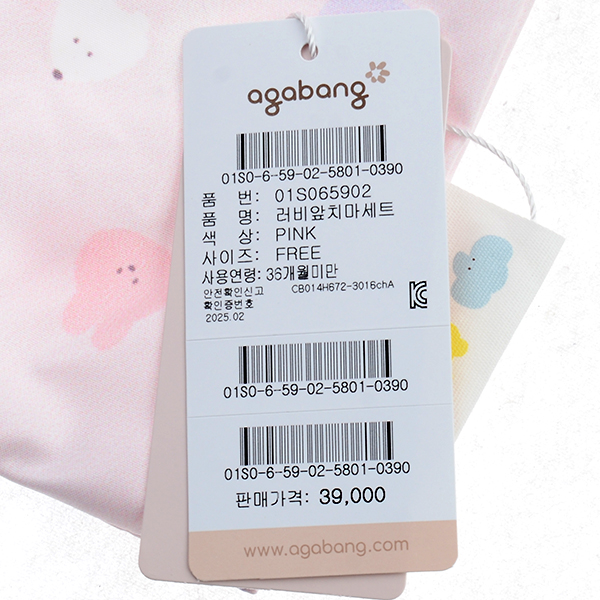 agabang
01S0-6-59-02-5801-0390
품 번: 01S065902
품 명: 러비앞치마세트
색 상: PINK
사이즈: FREE
사용연령: 36개월미만
안전확인신고 CB014H672-3016chA
확인증번호
2025.02
01S0-6-59-02-5801-0390
01S0-6-59-02-5801-0390
판매가격: 39,000
www.agabang.com